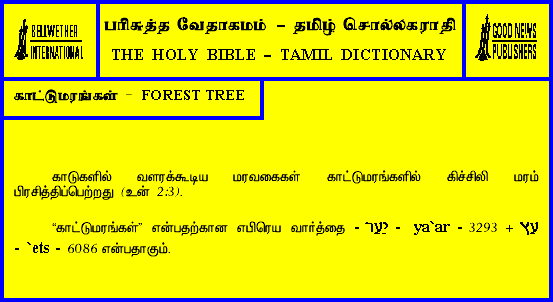 BELLWETHER
INTERNATIONAL
பரிசுத்த வேதாகமம் – தமிழ் சொல்லகராதி
THE HOLY BIBLE – TAMIL DICTIONARY
GOOD NEWS
PUBLISHERS
காட்டுமரங்கள் - FOREST TREE
காடுகளில் வளரக்கூடிய மரவகைகள் காட்டுமரங்களில் கிச்சிலி மரம்
பிரசித்திப்பெற்றது (உன் 2:3).
“காட்டுமரங்கள்” என்பதற்கான எபிரெய வார்த்தை - יַעַר - ya`ar - 3293 + עֵץ
- `ets - 6086 என்பதாகும்.